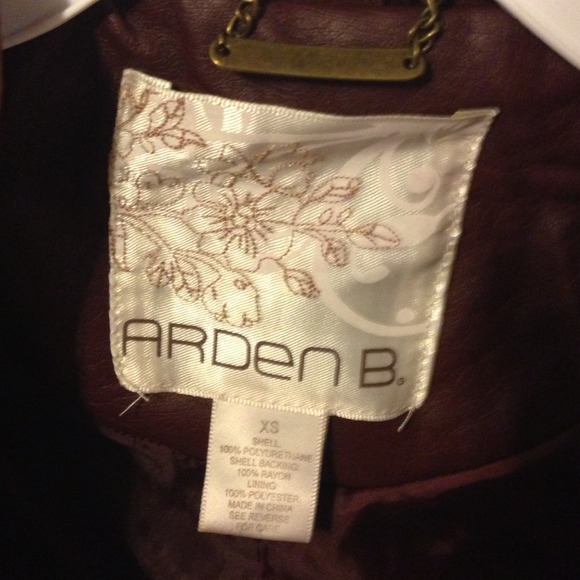 ARDEN B.
XS
SHELL
100% POLYURETHANE
SHELL BACKING:
100% RAYON
LINING:
100% POLYESTER
MADE IN CHINA
SEE REVERSE
FOR CARE